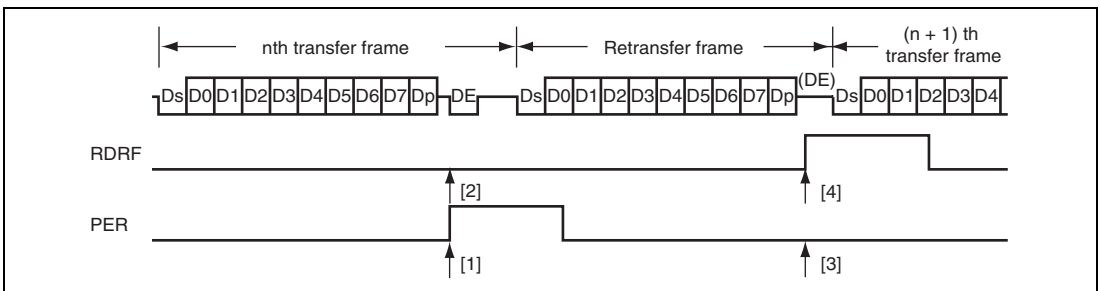 nth transfer frame
Retransfer frame
(n + 1) th
transfer frame
Ds D0 D1 D2 D3 D4 D5 D6 D7 Dp DE Ds D0 D1 D2 D3 D4 D5 D6 D7 Dp (DE) Ds D0 D1 D2 D3 D4
RDRF
[2]
[4]
PER
[1]
[3]